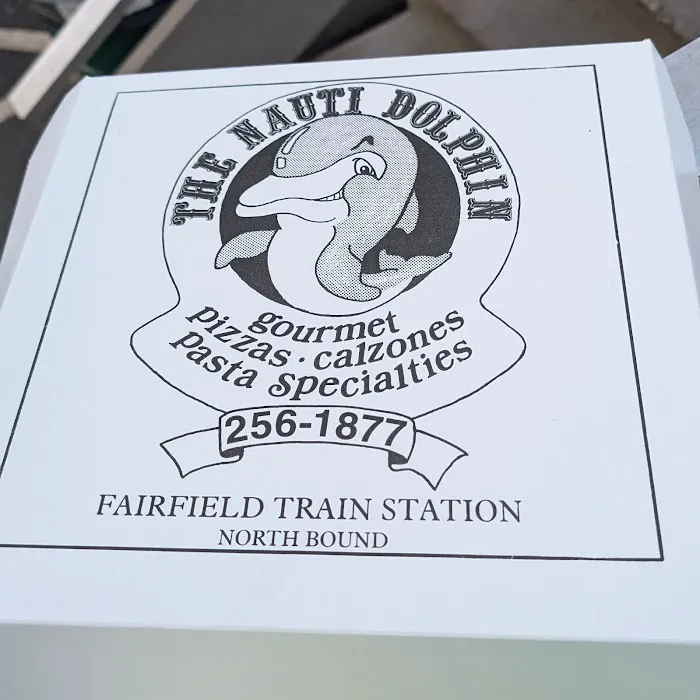 THE NAUTI DOLPHIN
gourmet
pizzas · calzones
pasta specialties
256-1877
FAIRFIELD TRAIN STATION
NORTH BOUND